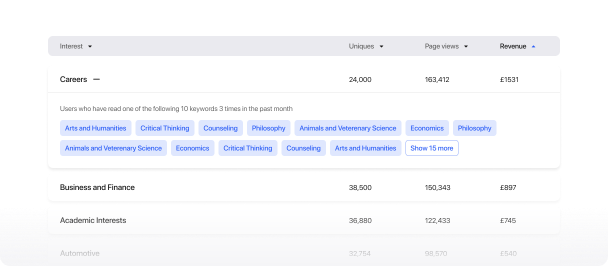 Interest Uniques Page views Revenue
Careers 24,000 163,412 £1531
Users who have read one of the following 10 keywords 3 times in the past month
Arts and Humanities Critical Thinking Counseling Philosophy Animals and Veterenary Science Economics Philosophy
Animals and Veterenary Science Economics Critical Thinking Counseling Arts and Humanities Show 15 more
Business and Finance 38,500 150,343 £897
Academic Interests 36,880 122,433 £745
Automotive 32,754 98,570 £540